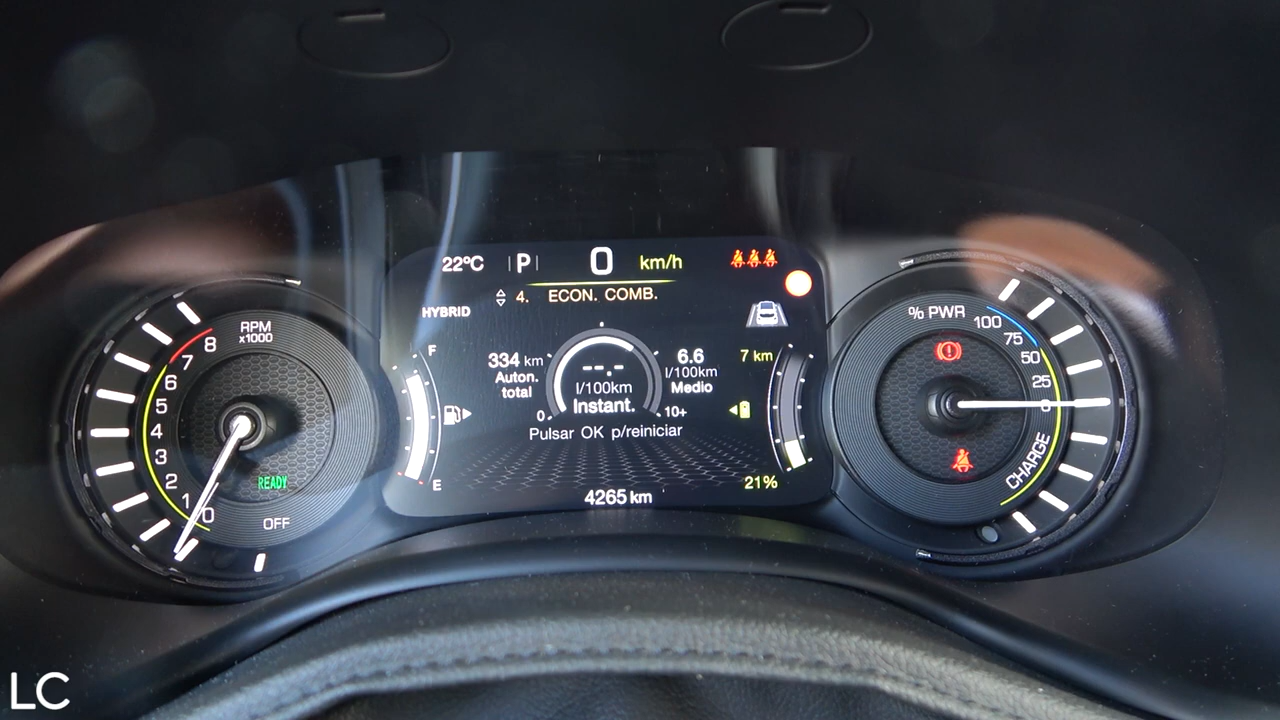 22ºC P 0 km/h
4. ECON. COMB.
HYBRID
F
334 km
Auton.
total
--.-
l/100km
Instant.
0
10+
6.6
l/100km
Medio
7 km
Pulsar OK p/reiniciar
E
21%
4265 km
RPM
x1000
8
7
6
5
4
3
2
1
0
READY
OFF
% PWR
100
75
50
25
0
CHARGE
LC